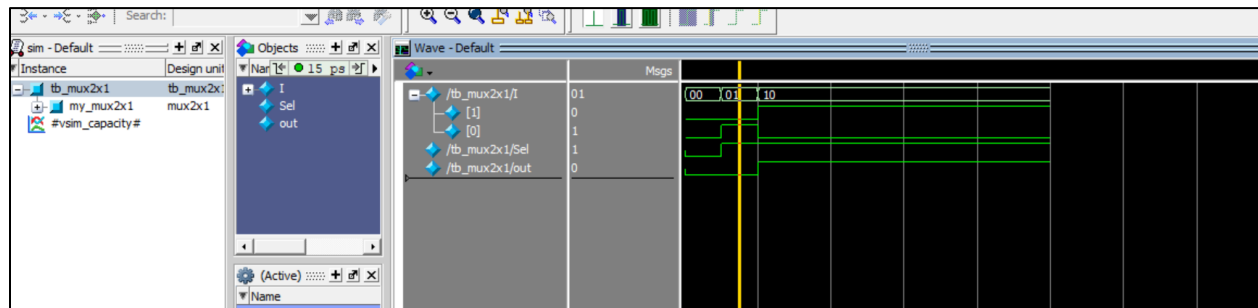 Search:
sim - Default
Instance Design unit
tb_mux2x1 tb_mux2x1
my_mux2x1 mux2x1
#vsim_capacity#
Objects
15 ps
I
Sel
out
(Active)
Name
Wave - Default
Msgs
/tb_mux2x1/I 01 00 01 10
[1] 0
[0] 1
/tb_mux2x1/Sel 1
/tb_mux2x1/out 0